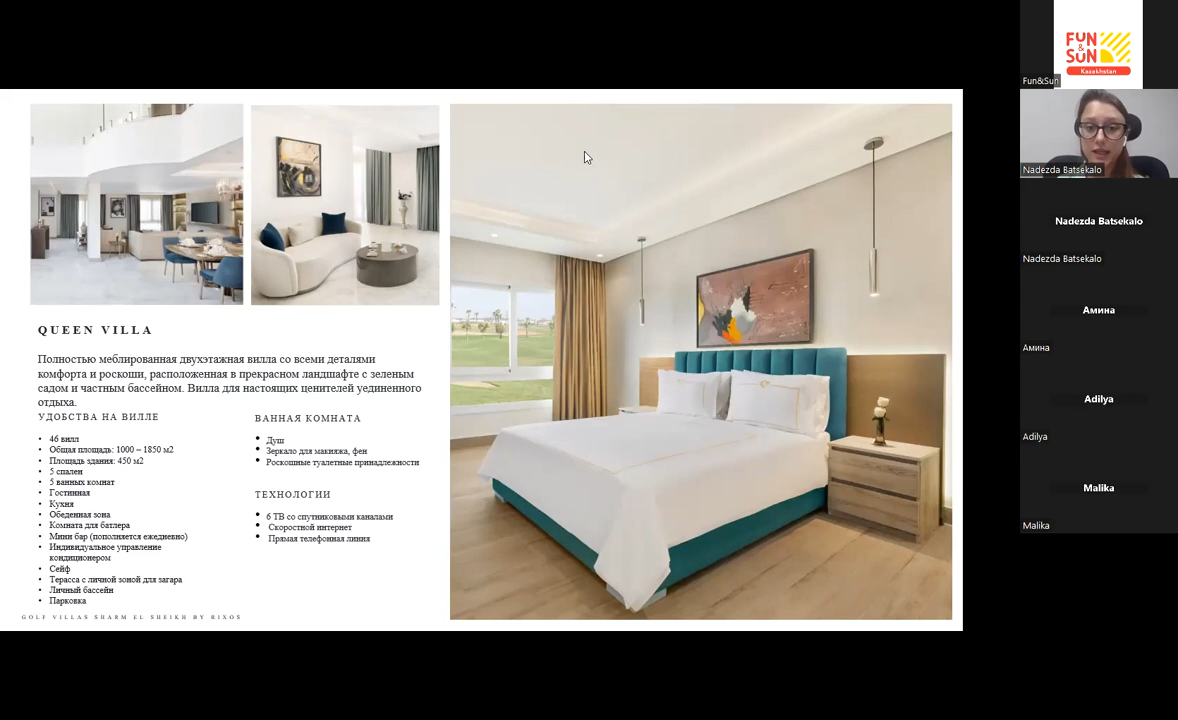 QUEEN VILLA
Полностью меблированная двухэтажная вилла со всеми деталями
комфорта и роскоши, расположенная в прекрасном ландшафте с зеленым
садом и частным бассейном. Вилла для настоящих ценителей уединенного
отдыха.
УДОБСТВА НА ВИЛЛЕ
• 46 вилл
• Общая площадь: 1000 – 1850 м2
• Площадь здания: 450 м2
• 5 спален
• 5 ванных комнат
• Гостинная
• Кухня
• Обеденная зона
• Комната для батлера
• Мини бар (пополняется ежедневно)
• Индивидуальное управление
кондиционером
• Сейф
• Терасса с личной зоной для загара
• Личный бассейн
• Парковка
ВАННАЯ КОМНАТА
• Душ
• Зеркало для макияжа, фен
• Роскошные туалетные принадлежности
ТЕХНОЛОГИИ
• 6 ТВ со спутниковыми каналами
• Скоростной интернет
• Прямая телефонная линия
GOLF VILLAS SHARM EL SHEIKH BY RIXOS
FUN
&
SUN
Kazakhstan
Fun&Sun
Nadezda Batsekalo
Nadezda Batsekalo
Nadezda Batsekalo
Амина
Амина
Adilya
Adilya
Malika
Malika